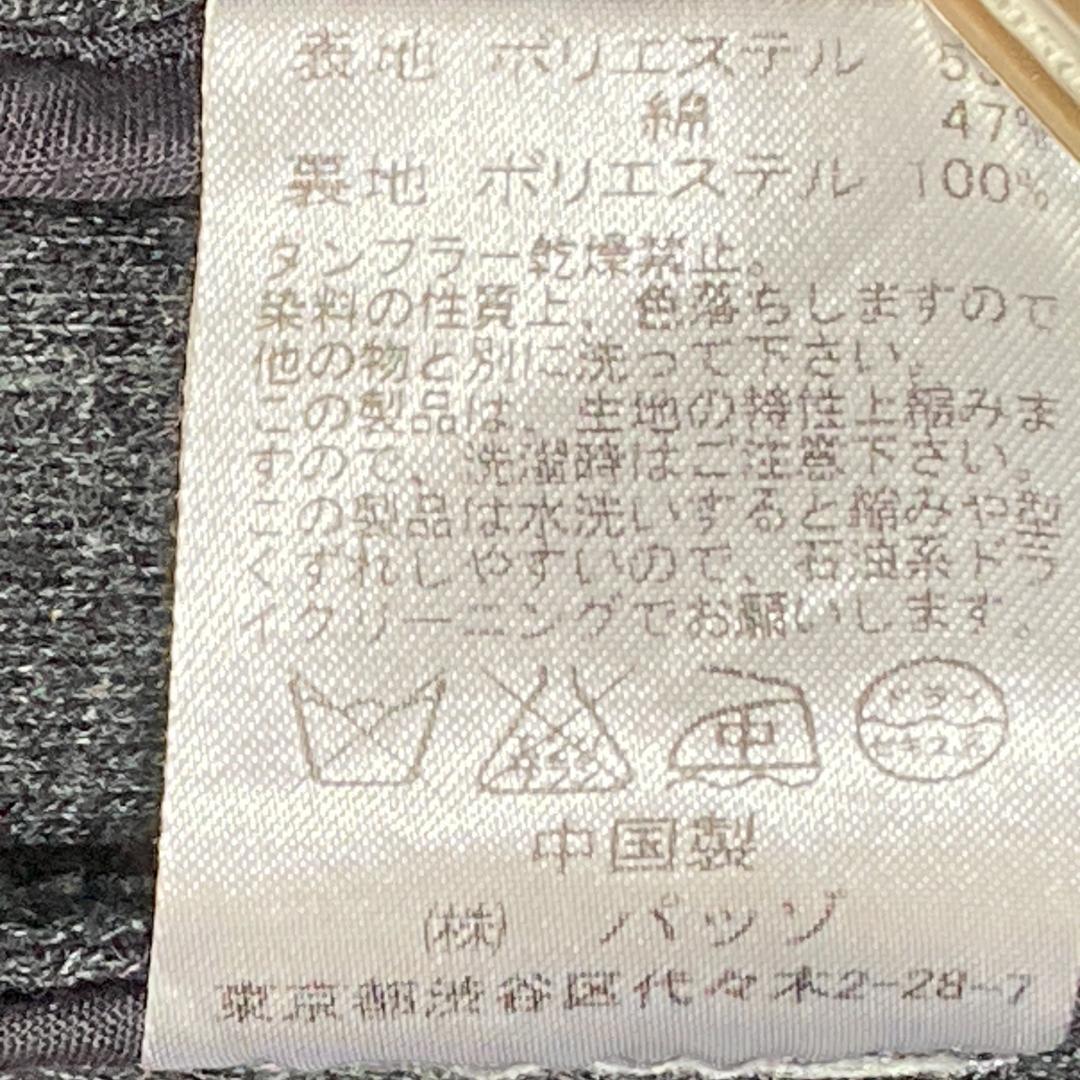 表地 ポリエステル 53
綿 47%
裏地 ポリエステル 100%
タンブラー乾燥禁止。
染料の性質上、色落ちしますので
他の物と別に洗って下さい。
この製品は、生地の特性上縮みま
すので、洗濯時はご注意下さい。
この製品は水洗いすると縮みや型
くずれしやすいので、石油系ドラ
イクリーニングでお願いします。
エンソ サラシ 中 ドライ セキユ系
中国製
(株) パッゾ
東京都渋谷区代々木2-28-7